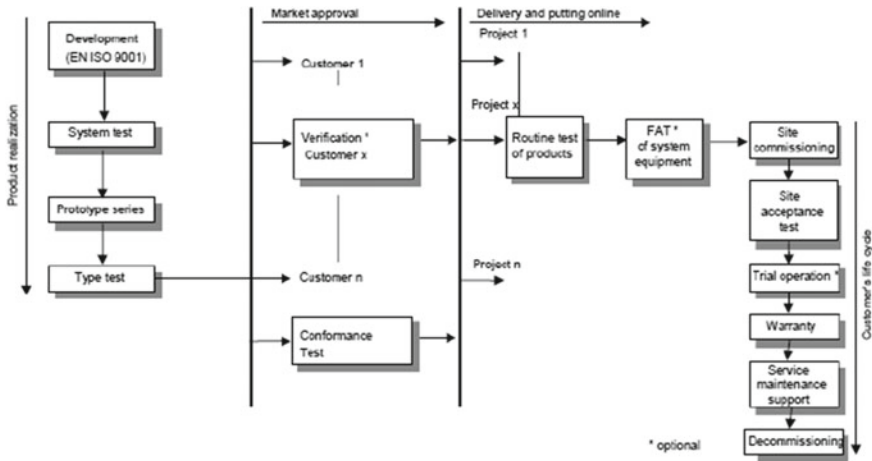 Market approval
Delivery and putting online
Product realization
Development
(EN ISO 9001)
System test
Prototype series
Type test
Customer 1
Verification *
Customer x
Customer n
Conformance
Test
Project 1
Project x
Project n
Routine test
of products
FAT *
of system
equipment
Site
commissioning
Site
acceptance
test
Trial operation *
Warranty
Service
maintenance
support
Decommissioning
Customer's life cycle
* optional